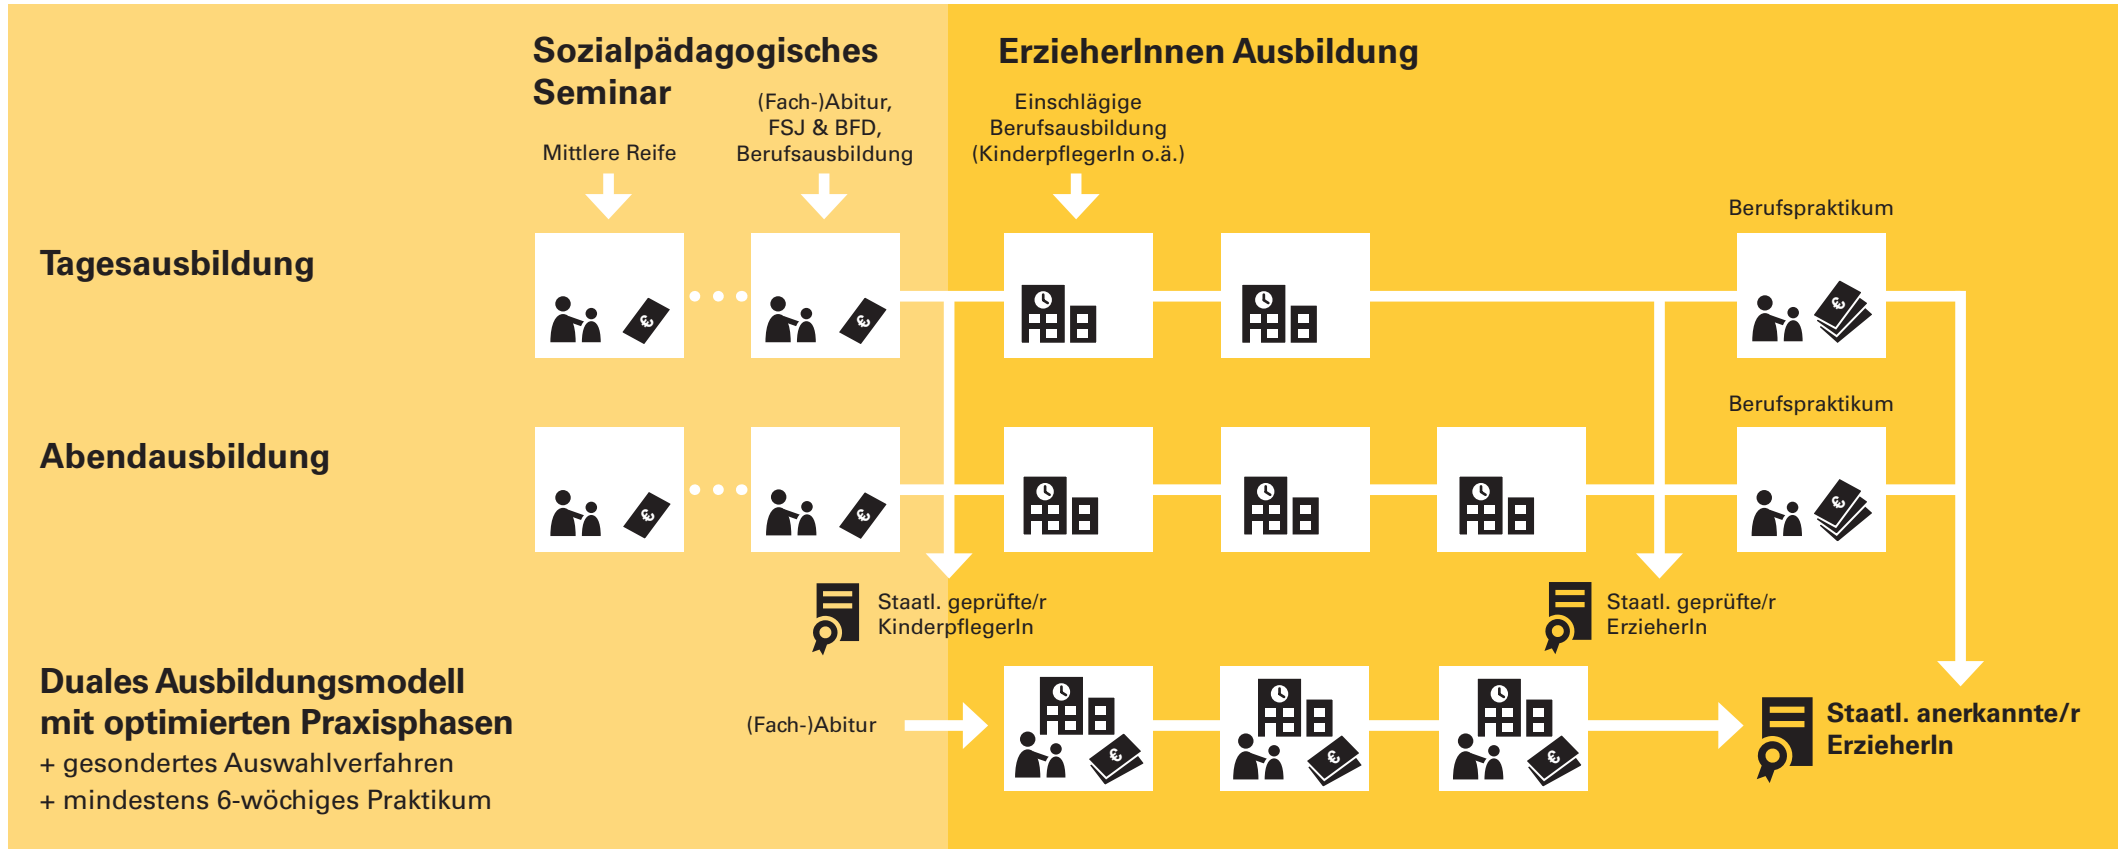 Sozialpädagogisches
Seminar
ErzieherInnen Ausbildung
Mittlere Reife
(Fach-)Abitur,
FSJ & BFD,
Berufsausbildung
Einschlägige
Berufsausbildung
(KinderpflegerIn o.ä.)
Tagesausbildung
Berufspraktikum
€
€
€
Abendausbildung
Berufspraktikum
€
€
€
Staatl. geprüfte/r
KinderpflegerIn
Staatl. geprüfte/r
ErzieherIn
Duales Ausbildungsmodell
mit optimierten Praxisphasen
+ gesondertes Auswahlverfahren
+ mindestens 6-wöchiges Praktikum
(Fach-)Abitur
€
€
€
Staatl. anerkannte/r
ErzieherIn